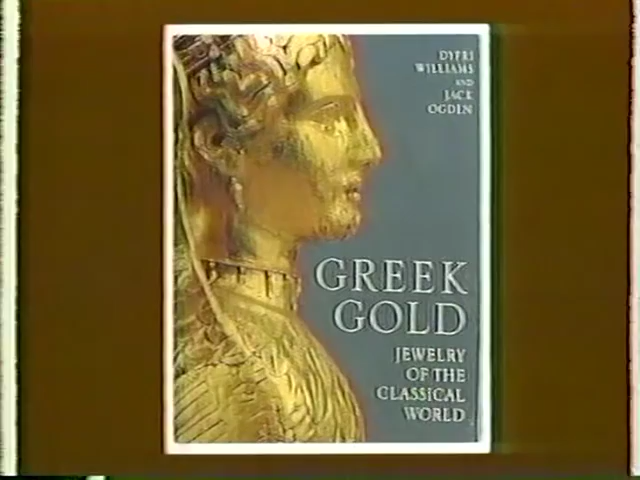 DYFRI
WILLIAMS
AND
JACK
OGDEN
GREEK
GOLD
JEWELRY
OF THE
CLASSICAL
WORLD